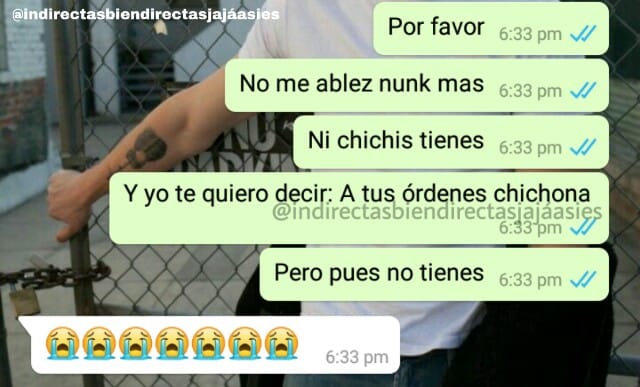 @indirectasbiendirectasjajáasjes
Por favor 6:33 pm
No me ablez nunk mas 6:33 pm
Ni chichis tienes 6:33 pm
Y yo te quiero decir: A tus órdenes chichona
@indirectasbiendirectasjajáasjes
6:33 pm
Pero pues no tienes 6:33 pm
😭😭😭😭😭😭😭 6:33 pm